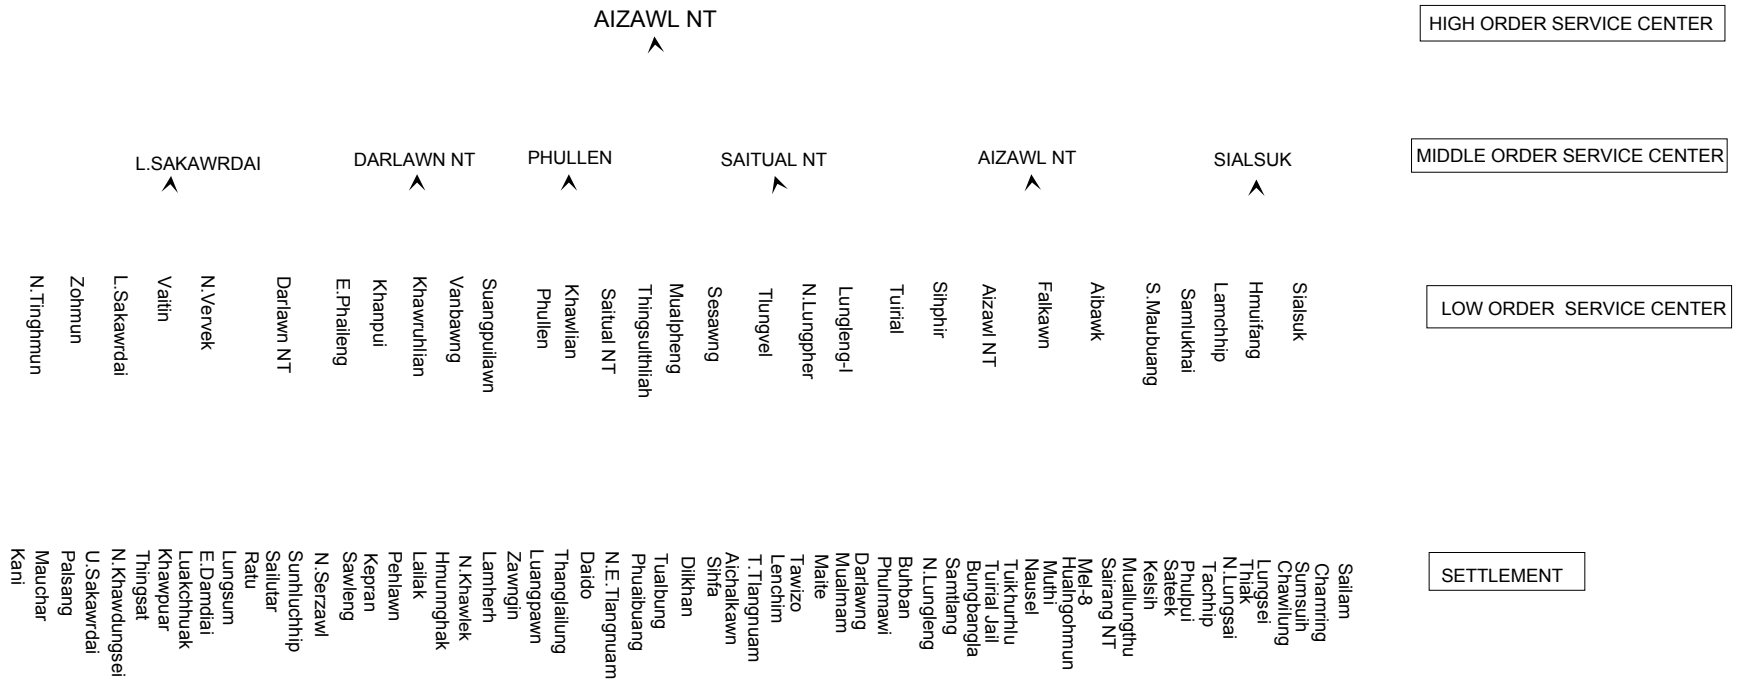 AIZAWL NT
HIGH ORDER SERVICE CENTER
L.SAKAWRDAI
DARLAWN NT
PHULLEN
SAITUAL NT
AIZAWL NT
SIALSUK
MIDDLE ORDER SERVICE CENTER
N.Tinghmun
Zohmun
L.Sakawrdai
Vaitin
N.Vervek
Darlawn NT
E.Phaileng
Khanpui
Khawruhlian
Vanbawng
Suangpuilawn
Phullen
Khawlian
Saitual NT
Thingsulthliah
Mualpheng
Sesawng
Tlungvel
N.Lungpher
Lungleng-I
Tuirial
Sihphir
Aizawl NT
Falkawn
Aibawk
S.Maubuang
Samlukhai
Lamchhip
Hmuifang
Sialsuk
LOW ORDER SERVICE CENTER
Kani
Mauchar
Palsang
U.Sakawrdai
N.Khawdungsei
Thingsat
Khawpuar
Luakchhuak
E.Damdiai
Lungsum
Ratu
Sailutar
Sunhluchhip
N.Serzawl
Sawleng
Kepran
Pehlawn
Lailak
Hmunnghak
N.Khawlek
Lamherh
Zawngin
Luangpawn
Thanglailung
Daido
N.E.Tlangnuam
Phuaibuang
Tualbung
Dilkhan
Sihfa
Aichalkawn
T.Tlangnuam
Lenchim
Tawizo
Maite
Mualmam
Darlawng
Phulmawi
Buhban
N.Lungleng
Samtlang
Bungbangla
Tuirial Jail
Tuikhurhlu
Nausel
Muthi
Hualngohmun
Mel-8
Sairang NT
Muallungthu
Kelsih
Sateek
Phulpui
Tachhip
N.Lungsai
Thiak
Lungsei
Chawilung
Sumsuih
Chamring
Sailam
SETTLEMENT